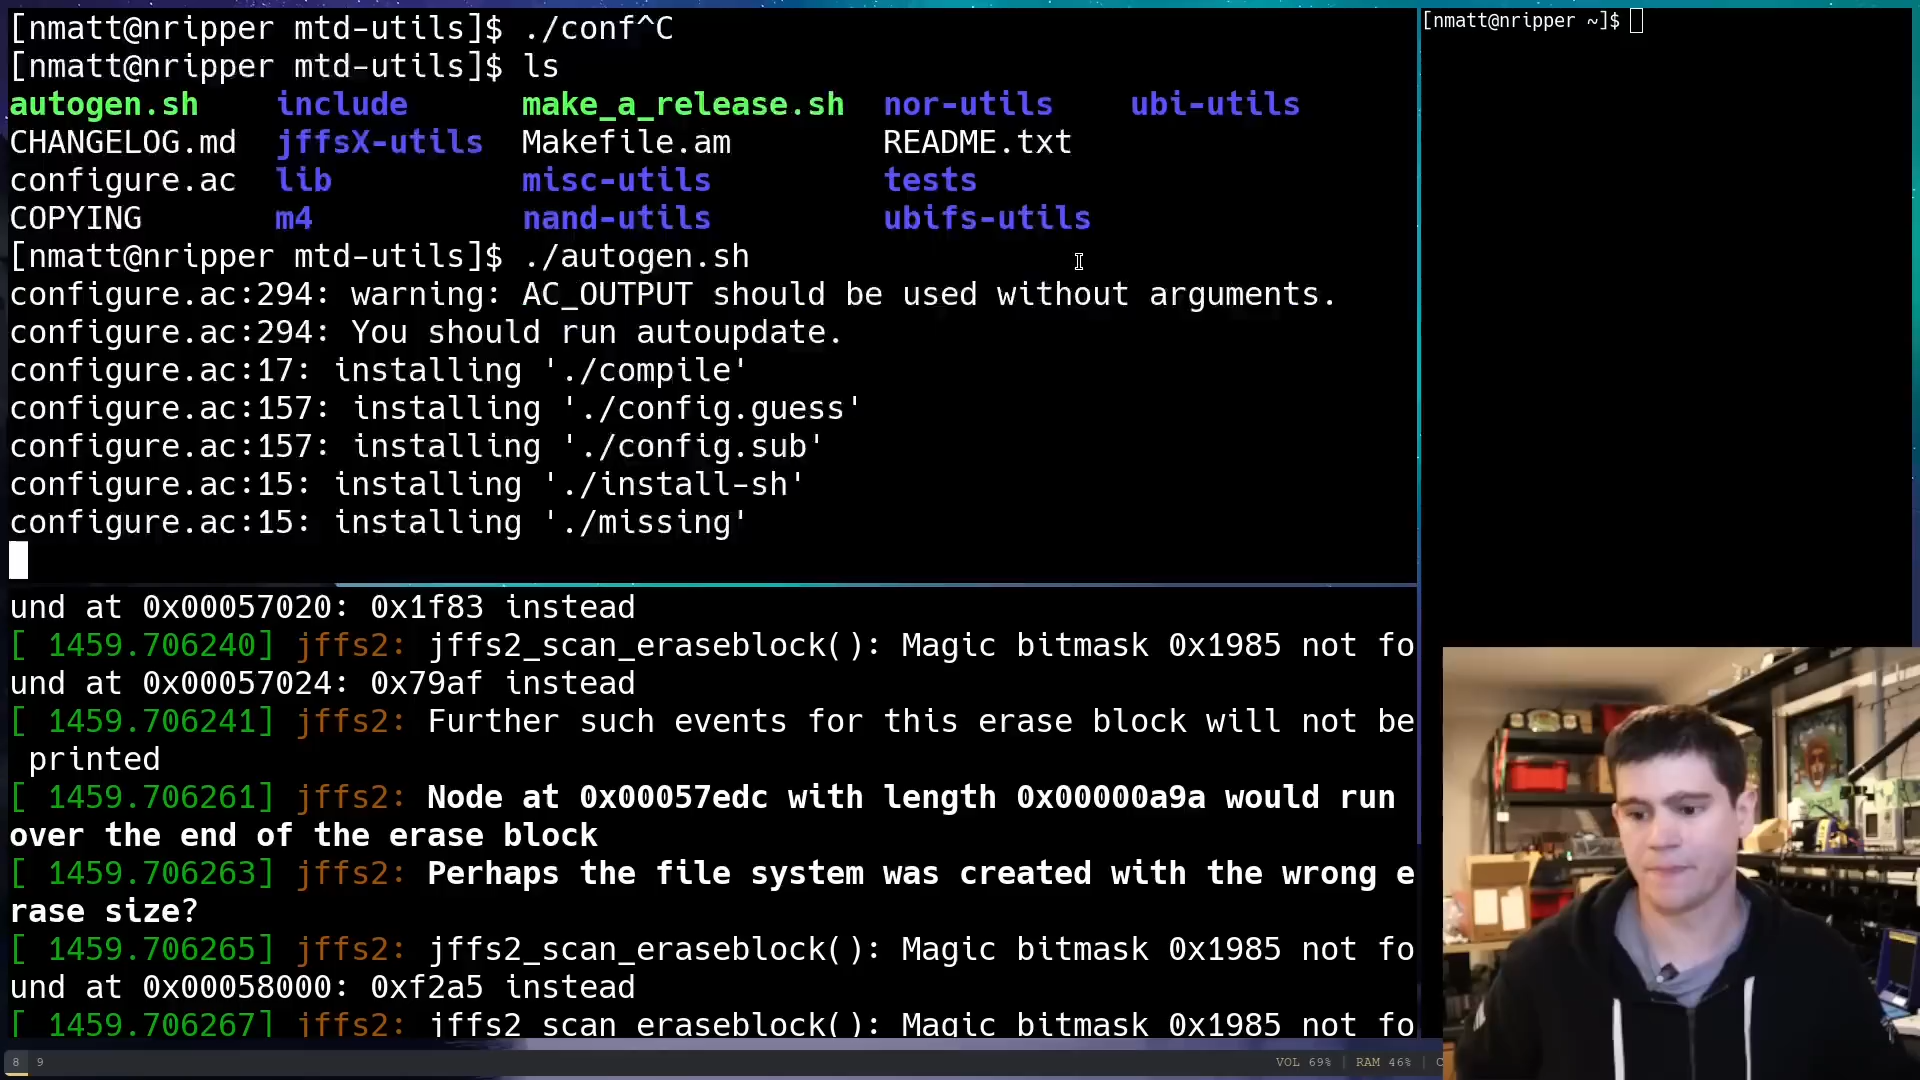 [nmatt@nripper mtd-utils]$ ./conf^C
[nmatt@nripper mtd-utils]$ ls
autogen.sh include make_a_release.sh nor-utils ubi-utils
CHANGELOG.md jffsX-utils Makefile.am README.txt
configure.ac lib misc-utils tests
COPYING m4 nand-utils ubifs-utils
[nmatt@nripper mtd-utils]$ ./autogen.sh
configure.ac:294: warning: AC_OUTPUT should be used without arguments.
configure.ac:294: You should run autoupdate.
configure.ac:17: installing './compile'
configure.ac:157: installing './config.guess'
configure.ac:157: installing './config.sub'
configure.ac:15: installing './install-sh'
configure.ac:15: installing './missing'
und at 0x00057020: 0x1f83 instead
[ 1459.706240] jffs2: jffs2_scan_eraseblock(): Magic bitmask 0x1985 not fo
und at 0x00057024: 0x79af instead
[ 1459.706241] jffs2: Further such events for this erase block will not be
printed
[ 1459.706261] jffs2: Node at 0x00057edc with length 0x00000a9a would run
over the end of the erase block
[ 1459.706263] jffs2: Perhaps the file system was created with the wrong e
rase size?
[ 1459.706265] jffs2: jffs2_scan_eraseblock(): Magic bitmask 0x1985 not fo
und at 0x00058000: 0xf2a5 instead
[ 1459.706267] jffs2: jffs2_scan_eraseblock(): Magic bitmask 0x1985 not fo
[nmatt@nripper ~]$
8 9
VOL 69% | RAM 46% | C